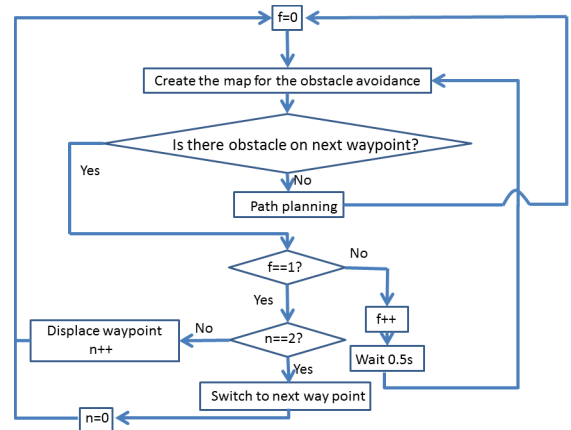 f=0
Create the map for the obstacle avoidance
Is there obstacle on next waypoint?
Yes
No
Path planning
f==1?
No
Yes
f++
Displace waypoint
n++
No
n==2?
Wait 0.5s
Yes
Switch to next way point
n=0